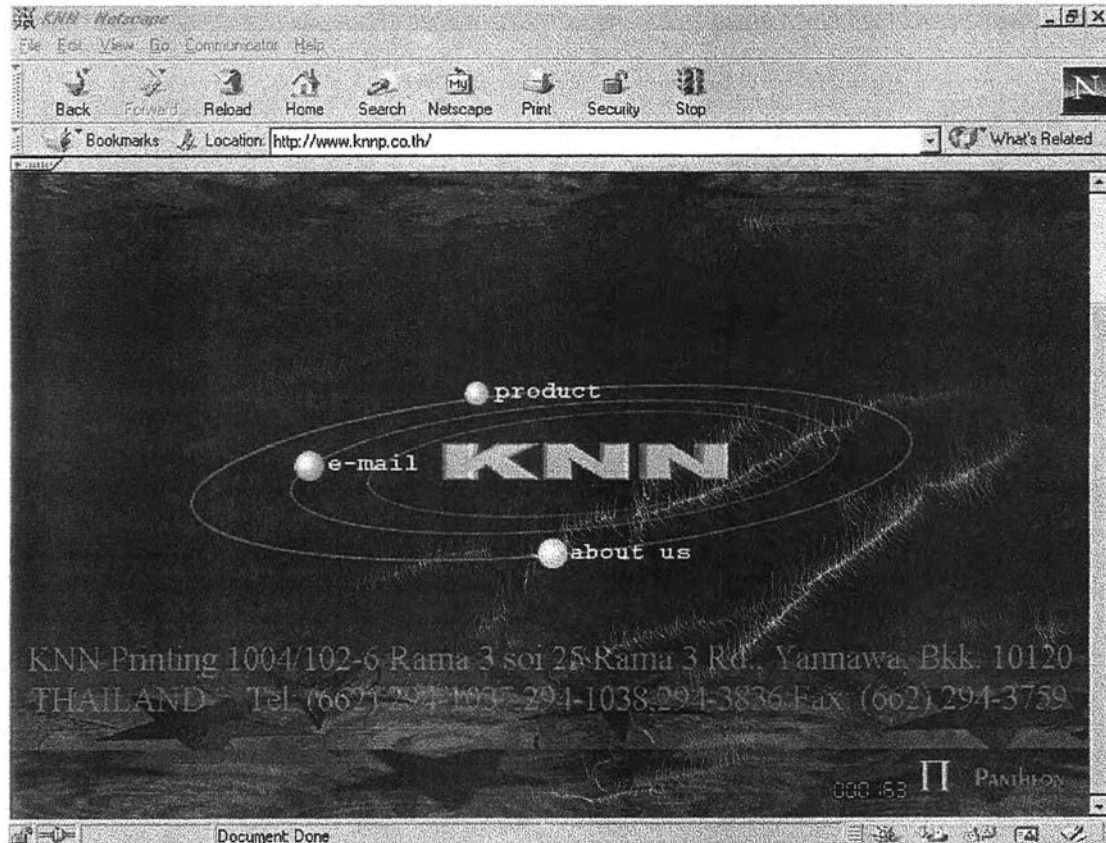 KNN - Netscape
File Edit View Go Communicator Help
Back Forward Reload Home Search My Netscape Print Security Stop N
Bookmarks Location: http://www.knnp.co.th/ What's Related
product
KNN
e-mail
about us
KNN Printing 1004/102-6 Rama 3 soi 25 Rama 3 Rd., Yannawa, Bkk. 10120
THAILAND Tel. (662) 294-1037,294-1038,294-3836 Fax. (662) 294-3759
000163 Π PANTHEON
Document: Done